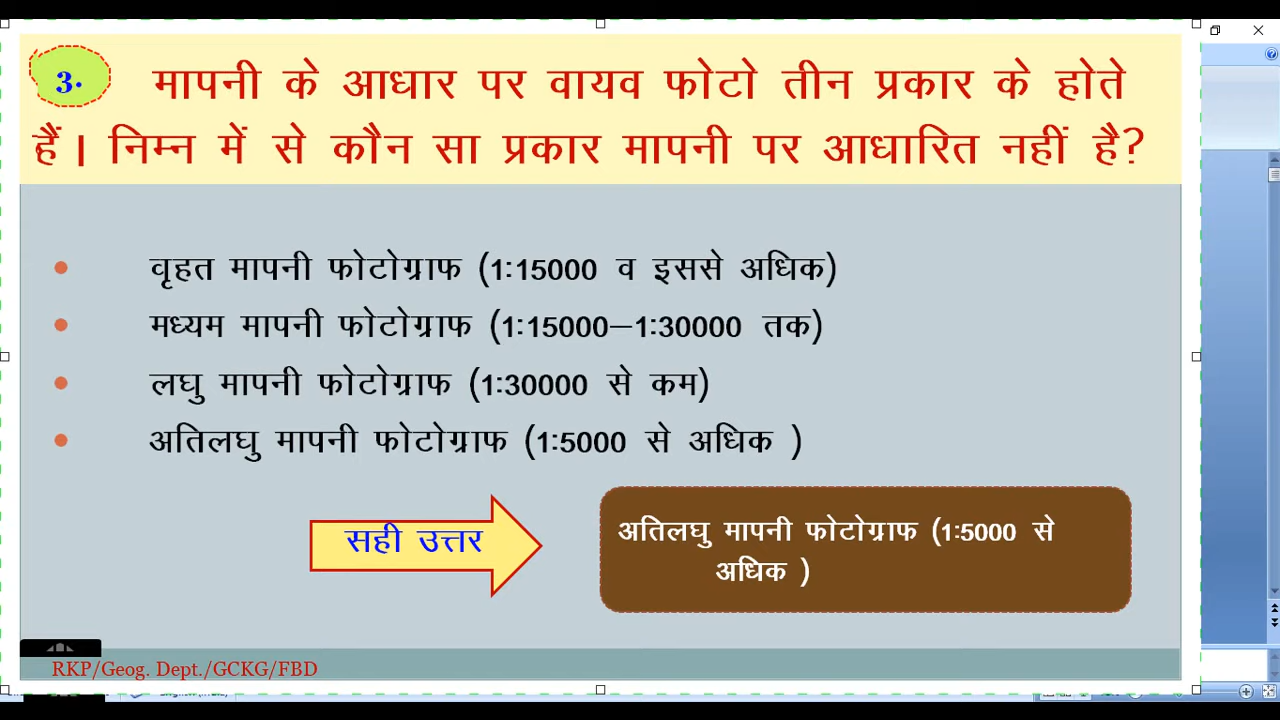 3. मापनी के आधार पर वायव फोटो तीन प्रकार के होते
हैं। निम्न में से कौन सा प्रकार मापनी पर आधारित नहीं है?
• वृहत मापनी फोटोग्राफ (1:15000 व इससे अधिक)
• मध्यम मापनी फोटोग्राफ (1:15000–1:30000 तक)
• लघु मापनी फोटोग्राफ (1:30000 से कम)
• अतिलघु मापनी फोटोग्राफ (1:5000 से अधिक )
सही उत्तर
अतिलघु मापनी फोटोग्राफ (1:5000 से
अधिक )
RKP/Geog. Dept./GCKG/FBD